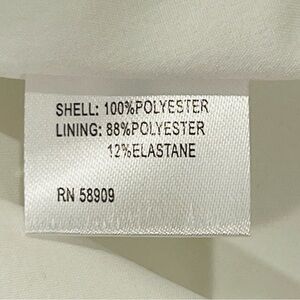 SHELL: 100%POLYESTER
LINING: 88%POLYESTER
12%ELASTANE
RN 58909